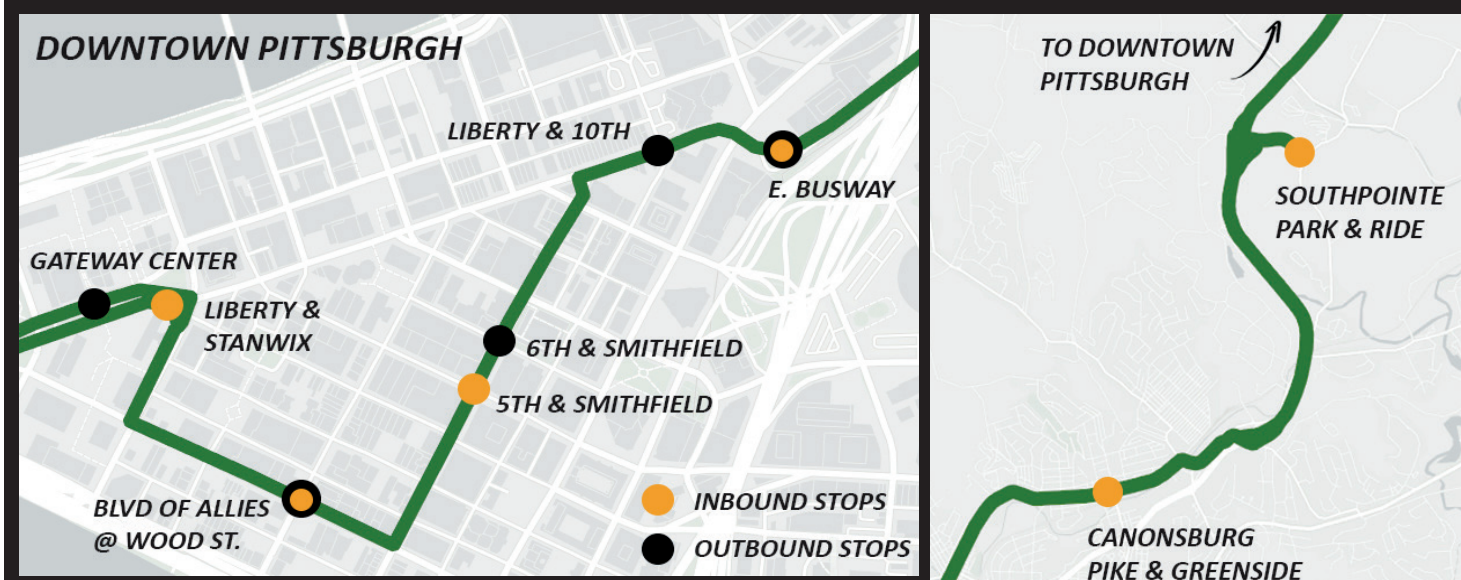 DOWNTOWN PITTSBURGH
LIBERTY & 10TH
E. BUSWAY
GATEWAY CENTER
LIBERTY &
STANWIX
6TH & SMITHFIELD
5TH & SMITHFIELD
BLVD OF ALLIES
@ WOOD ST.
INBOUND STOPS
OUTBOUND STOPS
TO DOWNTOWN
PITTSBURGH
SOUTHPOINTE
PARK & RIDE
CANONSBURG
PIKE & GREENSIDE